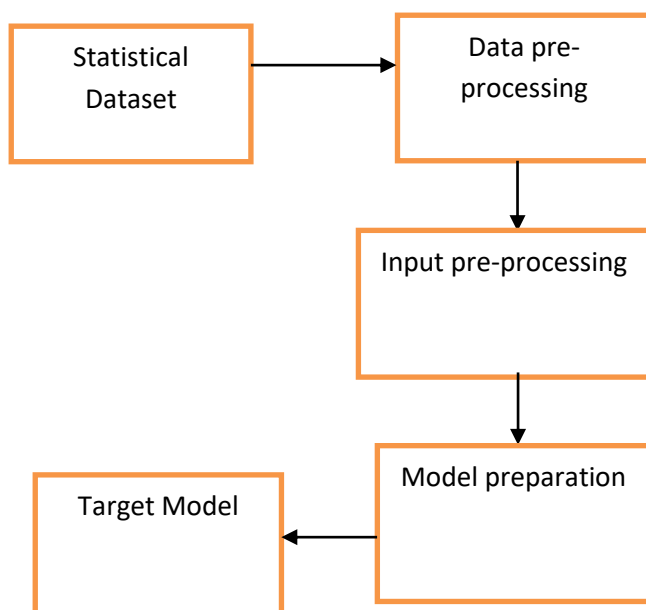 Statistical
Dataset
Data pre-
processing
Input pre-processing
Model preparation
Target Model